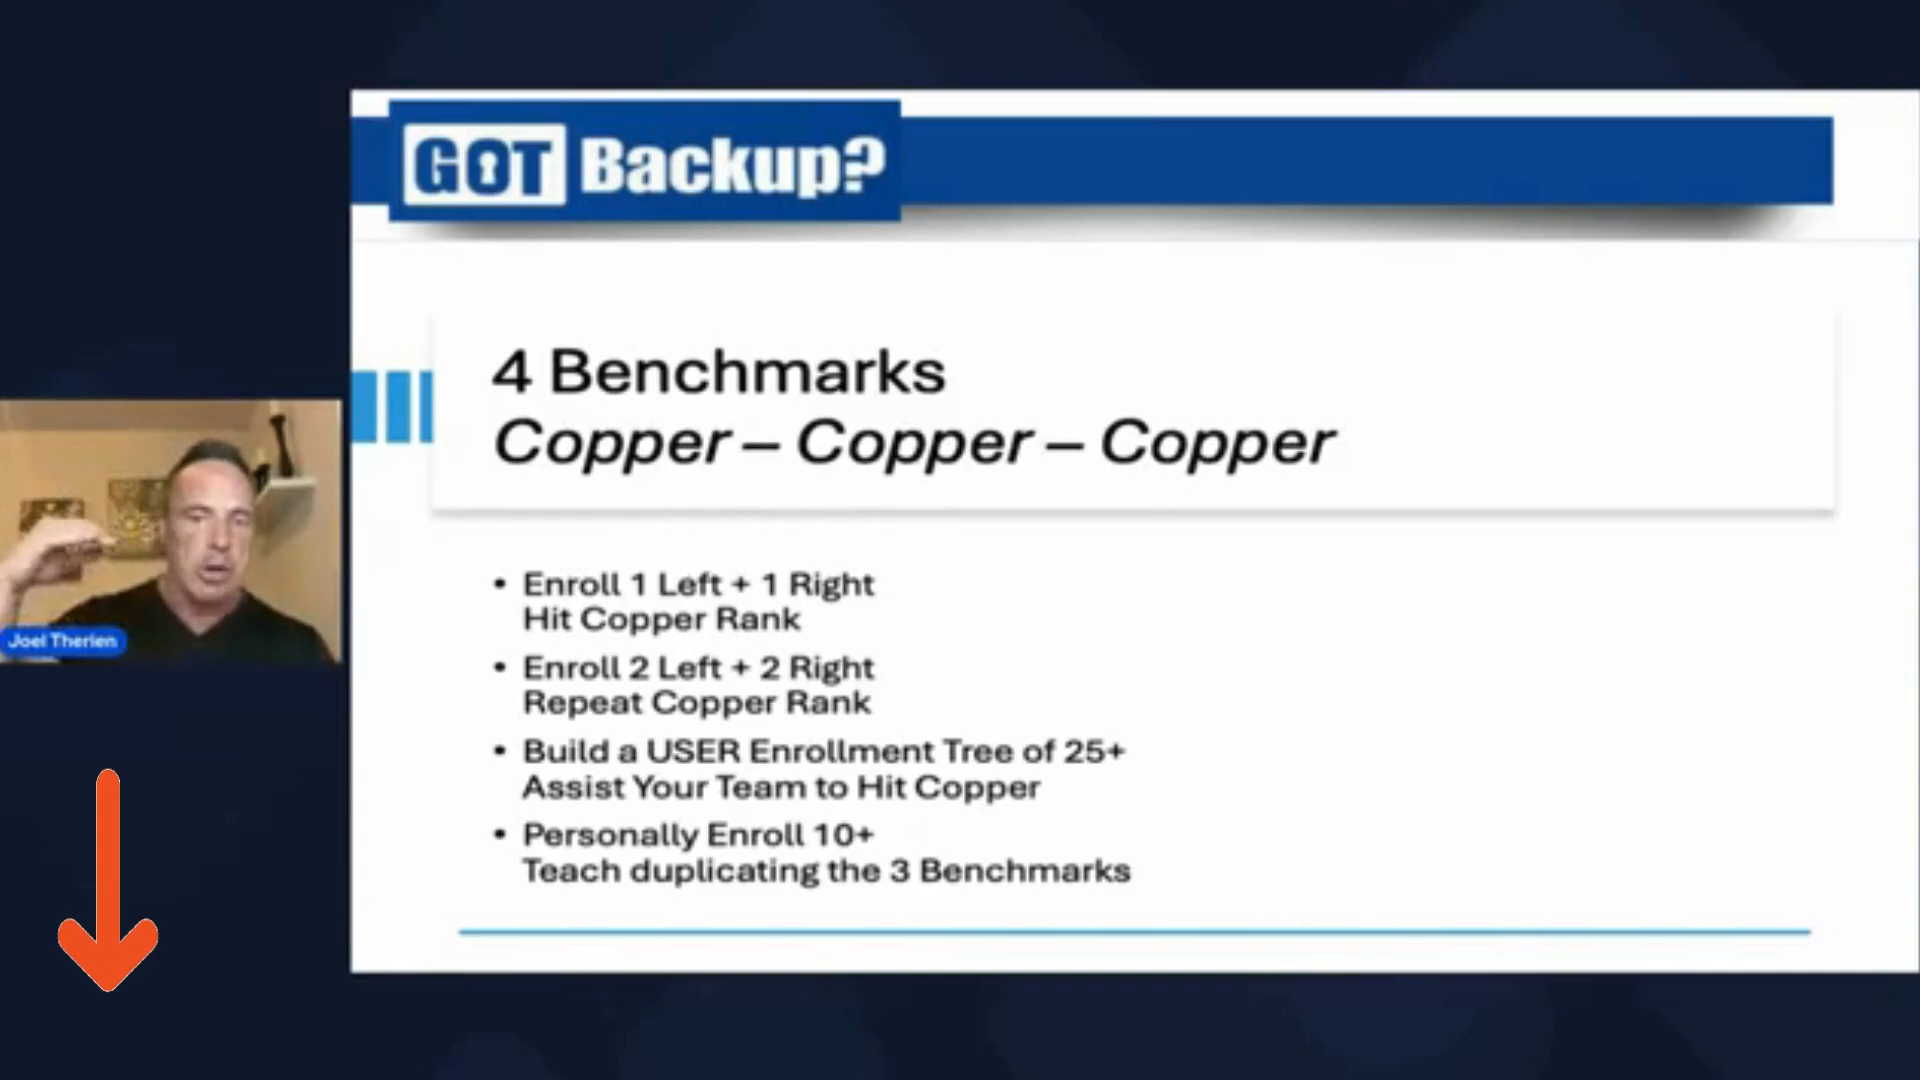 GOT Backup?
4 Benchmarks
Copper – Copper – Copper
• Enroll 1 Left + 1 Right
Hit Copper Rank
• Enroll 2 Left + 2 Right
Repeat Copper Rank
• Build a USER Enrollment Tree of 25+
Assist Your Team to Hit Copper
• Personally Enroll 10+
Teach duplicating the 3 Benchmarks
Joel Therien